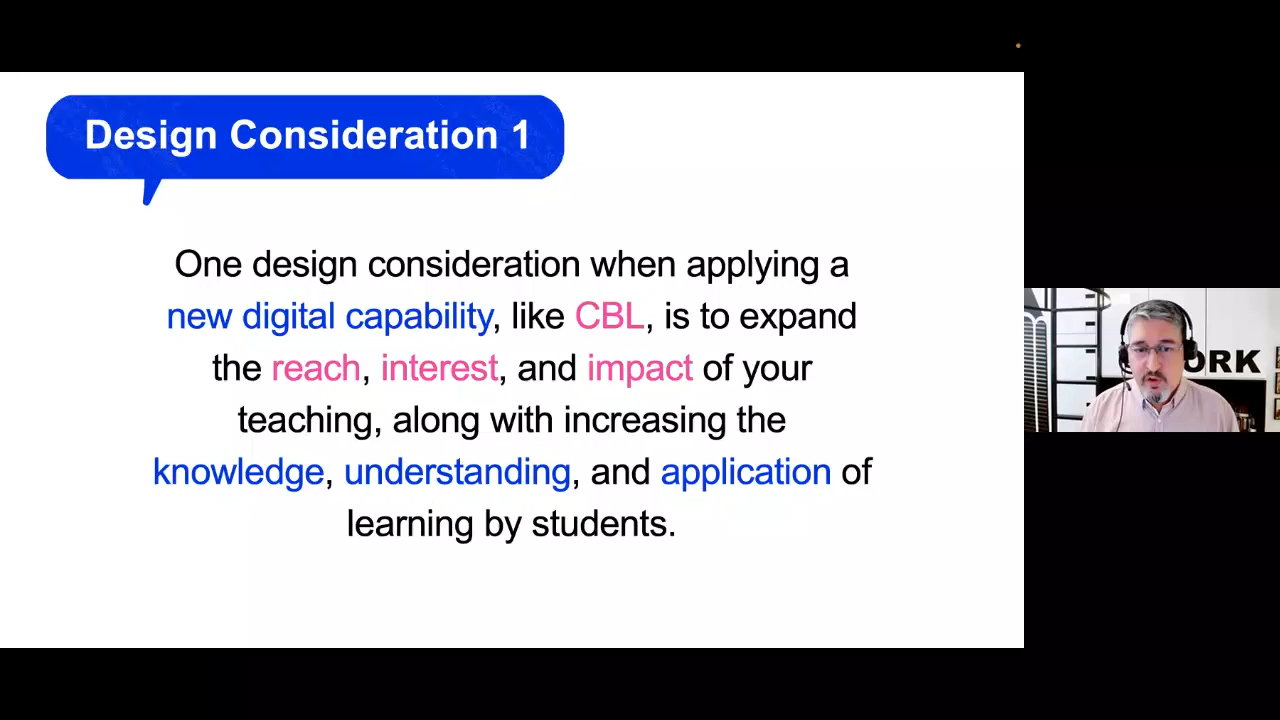 Design Consideration 1
One design consideration when applying a
new digital capability, like CBL, is to expand
the reach, interest, and impact of your
teaching, along with increasing the
knowledge, understanding, and application of
learning by students.
ORK